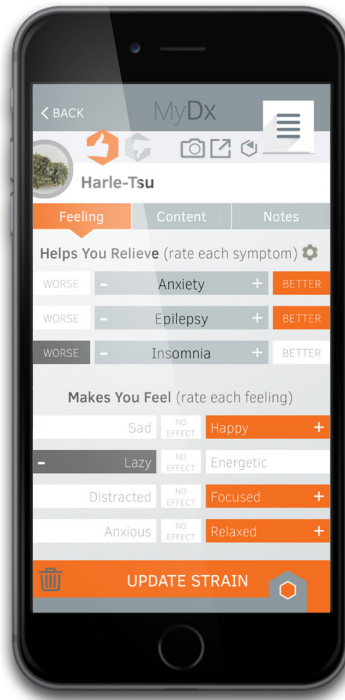 < BACK MyDx
Harle-Tsu
Feeling Content Notes
Helps You Relieve (rate each symptom)
WORSE - Anxiety + BETTER
WORSE - Epilepsy + BETTER
WORSE - Insomnia + BETTER
Makes You Feel (rate each feeling)
Sad NO EFFECT Happy +
- Lazy NO EFFECT Energetic
Distracted NO EFFECT Focused +
Anxious NO EFFECT Relaxed +
UPDATE STRAIN